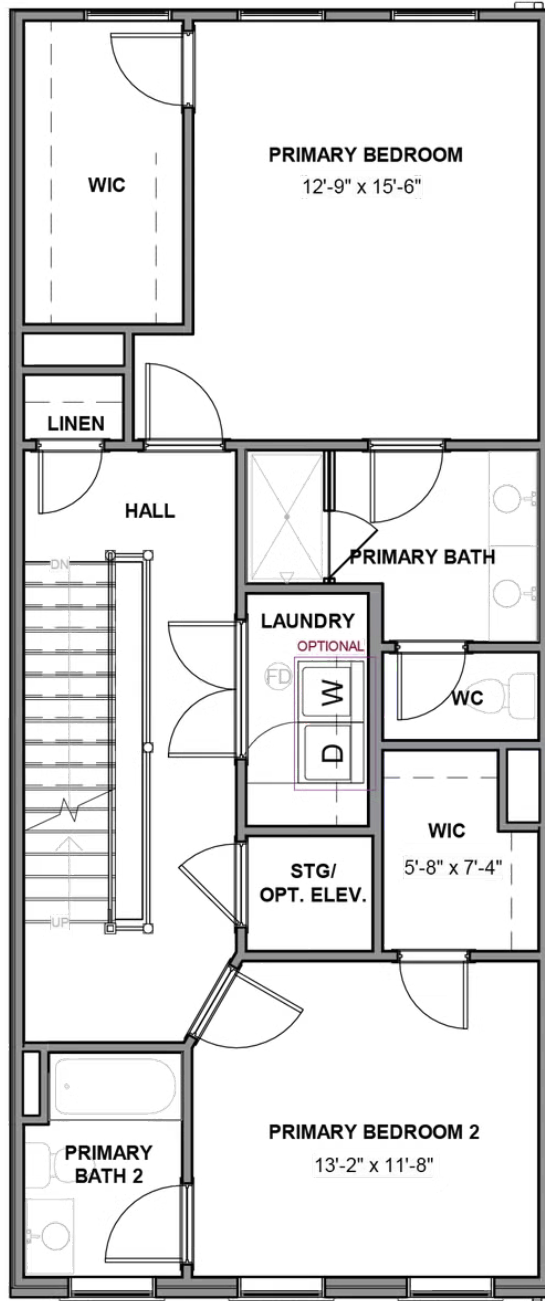 PRIMARY BEDROOM
12'-9" x 15'-6"
WIC
LINEN
HALL
DN
PRIMARY BATH
LAUNDRY
OPTIONAL
FD
W
D
WC
WIC
5'-8" x 7'-4"
STG/
OPT. ELEV.
UP
PRIMARY BEDROOM 2
13'-2" x 11'-8"
PRIMARY
BATH 2